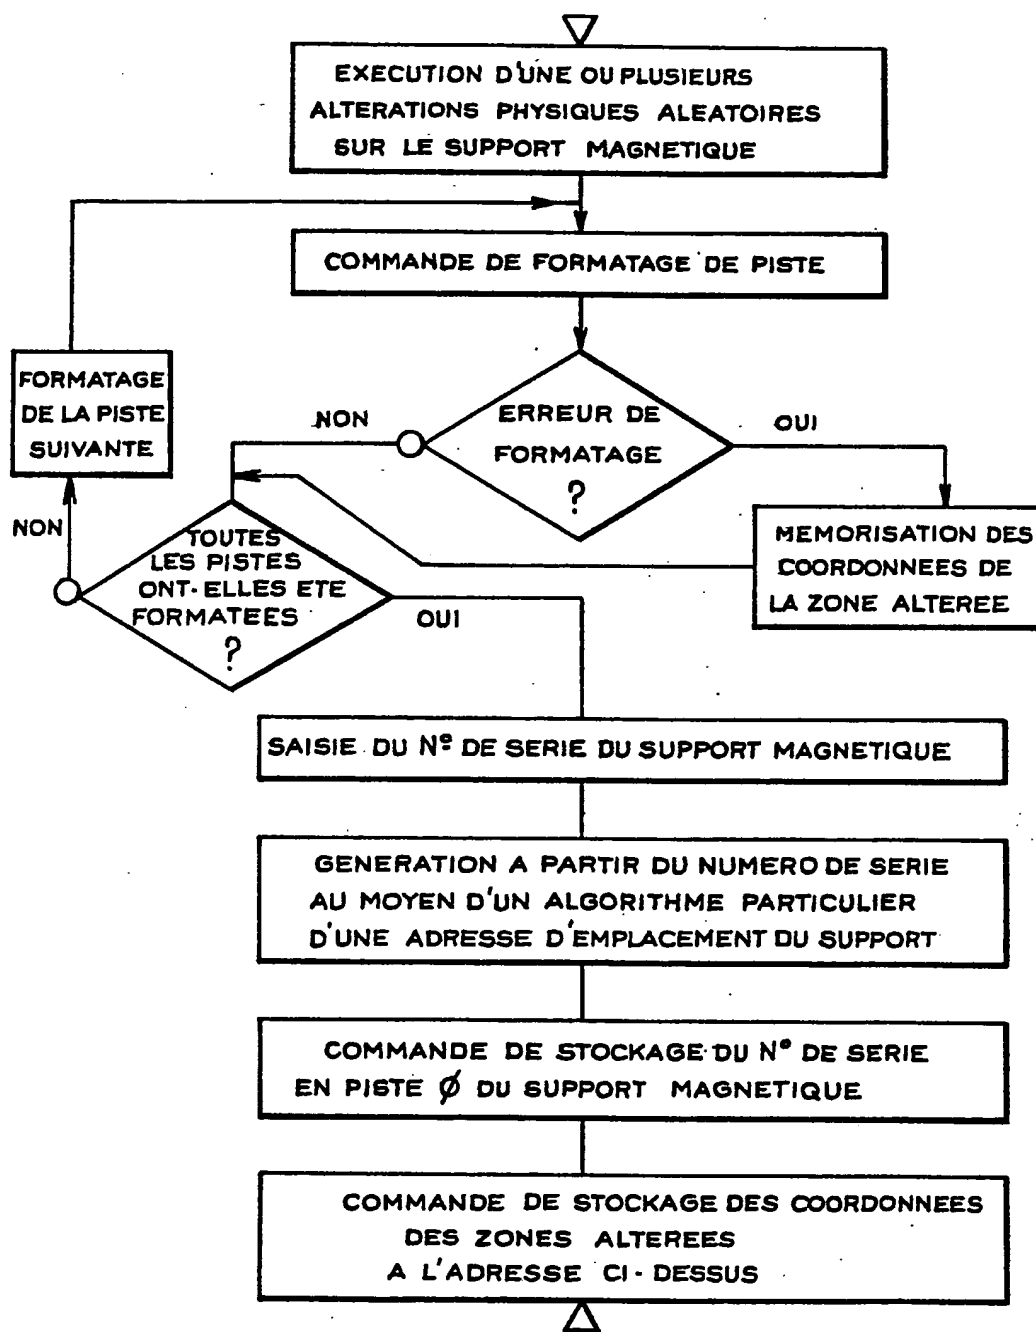 EXECUTION D'UNE OU PLUSIEURS
ALTERATIONS PHYSIQUES ALEATOIRES
SUR LE SUPPORT MAGNETIQUE
COMMANDE DE FORMATAGE DE PISTE
FORMATAGE
DE LA PISTE
SUIVANTE
NON
ERREUR DE
FORMATAGE
?
OUI
NON
TOUTES
LES PISTES
ONT-ELLES ETE
FORMATEES
?
OUI
MEMORISATION DES
COORDONNEES DE
LA ZONE ALTEREE
SAISIE DU Nº DE SERIE DU SUPPORT MAGNETIQUE
GENERATION A PARTIR DU NUMERO DE SERIE
AU MOYEN D'UN ALGORITHME PARTICULIER
D'UNE ADRESSE D'EMPLACEMENT DU SUPPORT
COMMANDE DE STOCKAGE DU N° DE SERIE
EN PISTE Ø DU SUPPORT MAGNETIQUE
COMMANDE DE STOCKAGE DES COORDONNEES
DES ZONES ALTEREES
A L'ADRESSE CI-DESSUS